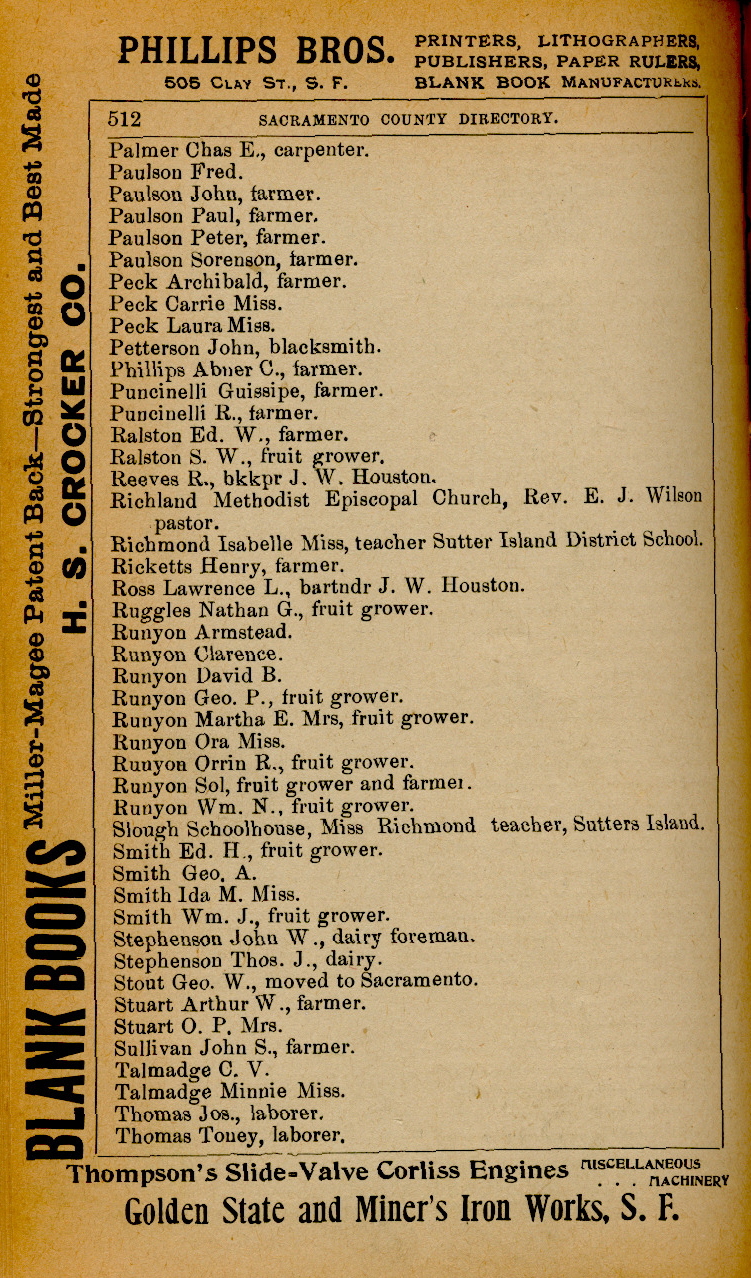 PHILLIPS BROS.
505 CLAY ST., S. F.
PRINTERS, LITHOGRAPHERS,
PUBLISHERS, PAPER RULERS,
BLANK BOOK MANUFACTURERS.
BLANK BOOKS
Miller-Magee Patent Back—Strongest and Best Made
H. S. CROCKER CO.
512 SACRAMENTO COUNTY DIRECTORY.
Palmer Chas E., carpenter.
Paulson Fred.
Paulson John, farmer.
Paulson Paul, farmer.
Paulson Peter, farmer.
Paulson Sorenson, farmer.
Peck Archibald, farmer.
Peck Carrie Miss.
Peck Laura Miss.
Petterson John, blacksmith.
Phillips Abner C., farmer.
Puncinelli Guissipe, farmer.
Puncinelli R., farmer.
Ralston Ed. W., farmer.
Ralston S. W., fruit grower.
Reeves R., bkkpr J. W. Houston.
Richland Methodist Episcopal Church, Rev. E. J. Wilson
pastor.
Richmond Isabelle Miss, teacher Sutter Island District School.
Ricketts Henry, farmer.
Ross Lawrence L., bartndr J. W. Houston.
Ruggles Nathan G., fruit grower.
Runyon Armstead.
Runyon Clarence.
Runyon David B.
Runyon Geo. P., fruit grower.
Runyon Martha E. Mrs, fruit grower.
Runyon Ora Miss.
Runyon Orrin R., fruit grower.
Runyon Sol, fruit grower and farmer.
Runyon Wm. N., fruit grower.
Slough Schoolhouse, Miss Richmond teacher, Sutters Island.
Smith Ed. H., fruit grower.
Smith Geo. A.
Smith Ida M. Miss.
Smith Wm. J., fruit grower.
Stephenson John W., dairy foreman.
Stephenson Thos. J., dairy.
Stout Geo. W., moved to Sacramento.
Stuart Arthur W., farmer.
Stuart O. P. Mrs.
Sullivan John S., farmer.
Talmadge C. V.
Talmadge Minnie Miss.
Thomas Jos., laborer.
Thomas Toney, laborer.
Thompson's Slide-Valve Corliss Engines MISCELLANEOUS
. . . MACHINERY
Golden State and Miner's Iron Works, S. F.